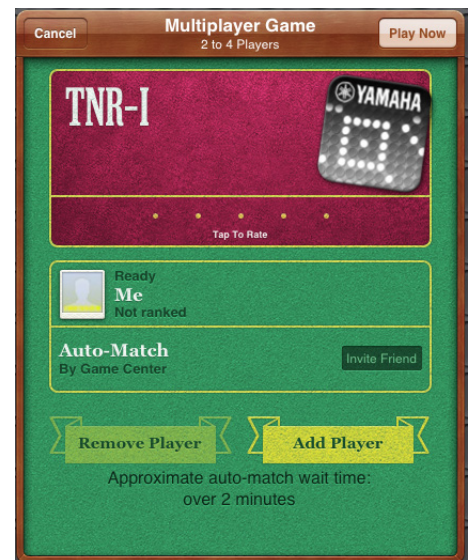 Cancel
Multiplayer Game
2 to 4 Players
Play Now
TNR-I
YAMAHA
Tap To Rate
Ready
Me
Not ranked
Auto-Match
By Game Center
Invite Friend
Remove Player
Add Player
Approximate auto-match wait time:
over 2 minutes